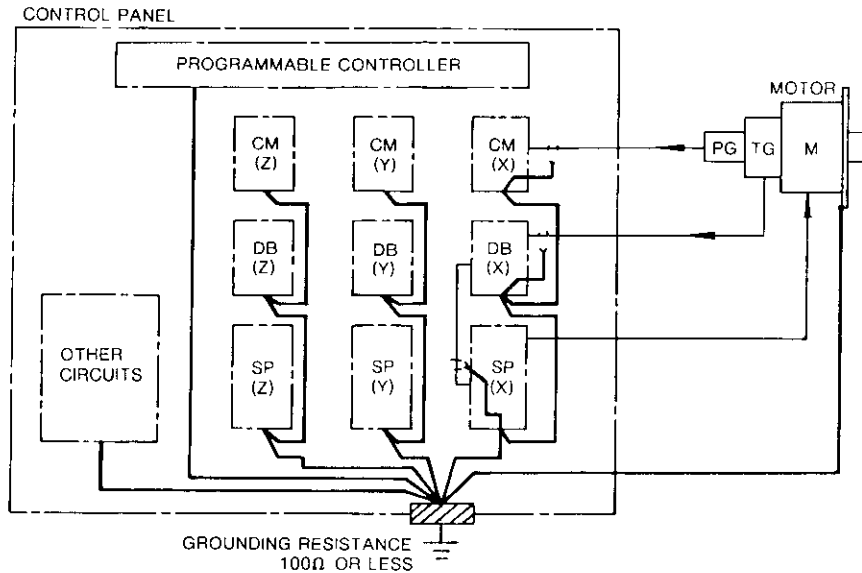 CONTROL PANEL
PROGRAMMABLE CONTROLLER
MOTOR
CM
(Z)
CM
(Y)
CM
(X)
PG
TG
M
DB
(Z)
DB
(Y)
DB
(X)
OTHER
CIRCUITS
SP
(Z)
SP
(Y)
SP
(X)
GROUNDING RESISTANCE
100Ω OR LESS